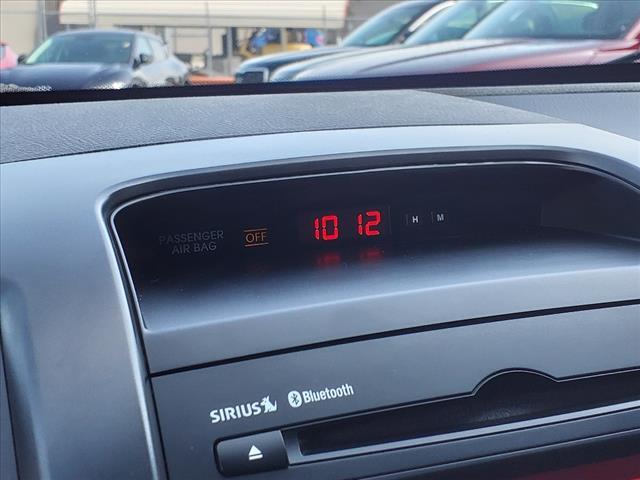 PASSENGER
AIR BAG
OFF
10 12
H
M
SIRIUS
Bluetooth